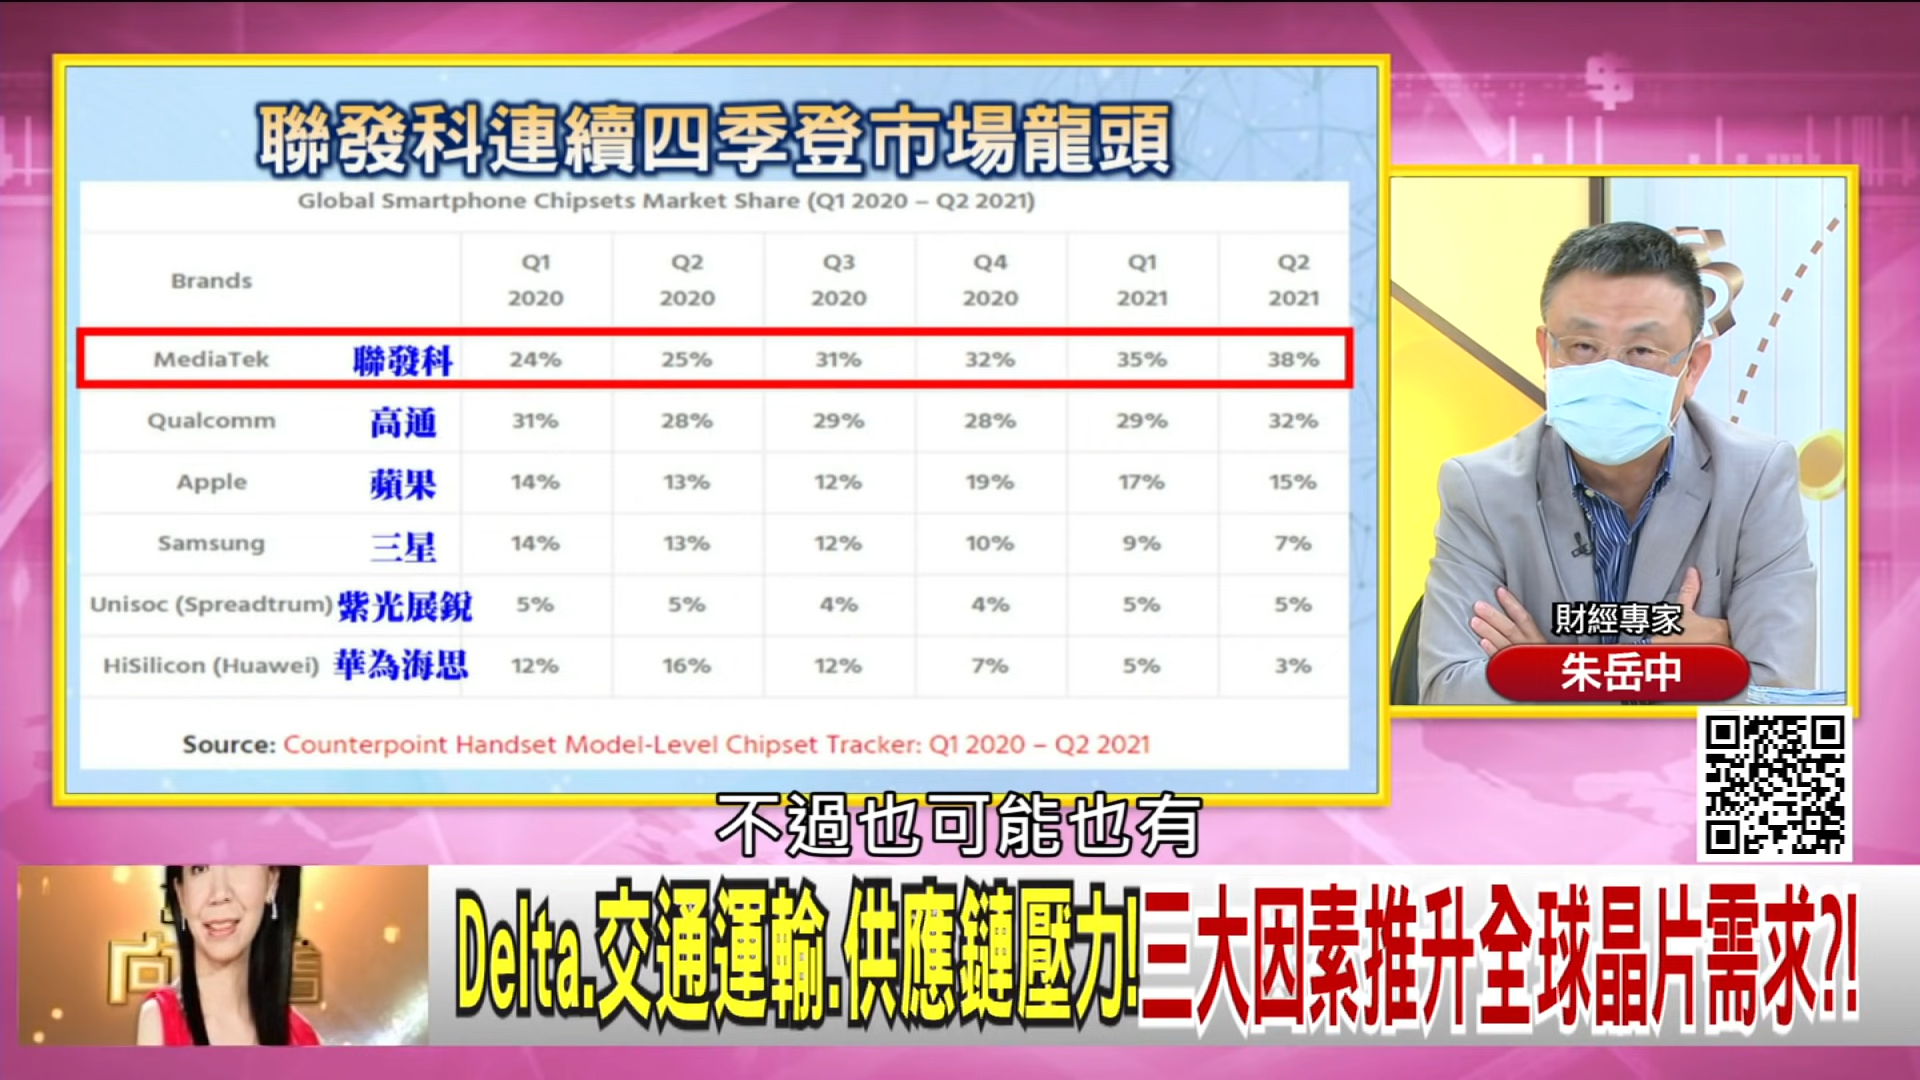 聯發科連續四季登市場龍頭
Global Smartphone Chipsets Market Share (Q1 2020 – Q2 2021)
Brands Q1 2020 Q2 2020 Q3 2020 Q4 2020 Q1 2021 Q2 2021
MediaTek 聯發科 24% 25% 31% 32% 35% 38%
Qualcomm 高通 31% 28% 29% 28% 29% 32%
Apple 蘋果 14% 13% 12% 19% 17% 15%
Samsung 三星 14% 13% 12% 10% 9% 7%
Unisoc (Spreadtrum) 紫光展銳 5% 5% 4% 4% 5% 5%
HiSilicon (Huawei) 華為海思 12% 16% 12% 7% 5% 3%
Source: Counterpoint Handset Model-Level Chipset Tracker: Q1 2020 – Q2 2021
財經專家
朱岳中
不過也可能也有
Delta.交通運輸.供應鏈壓力!三大因素推升全球晶片需求?!